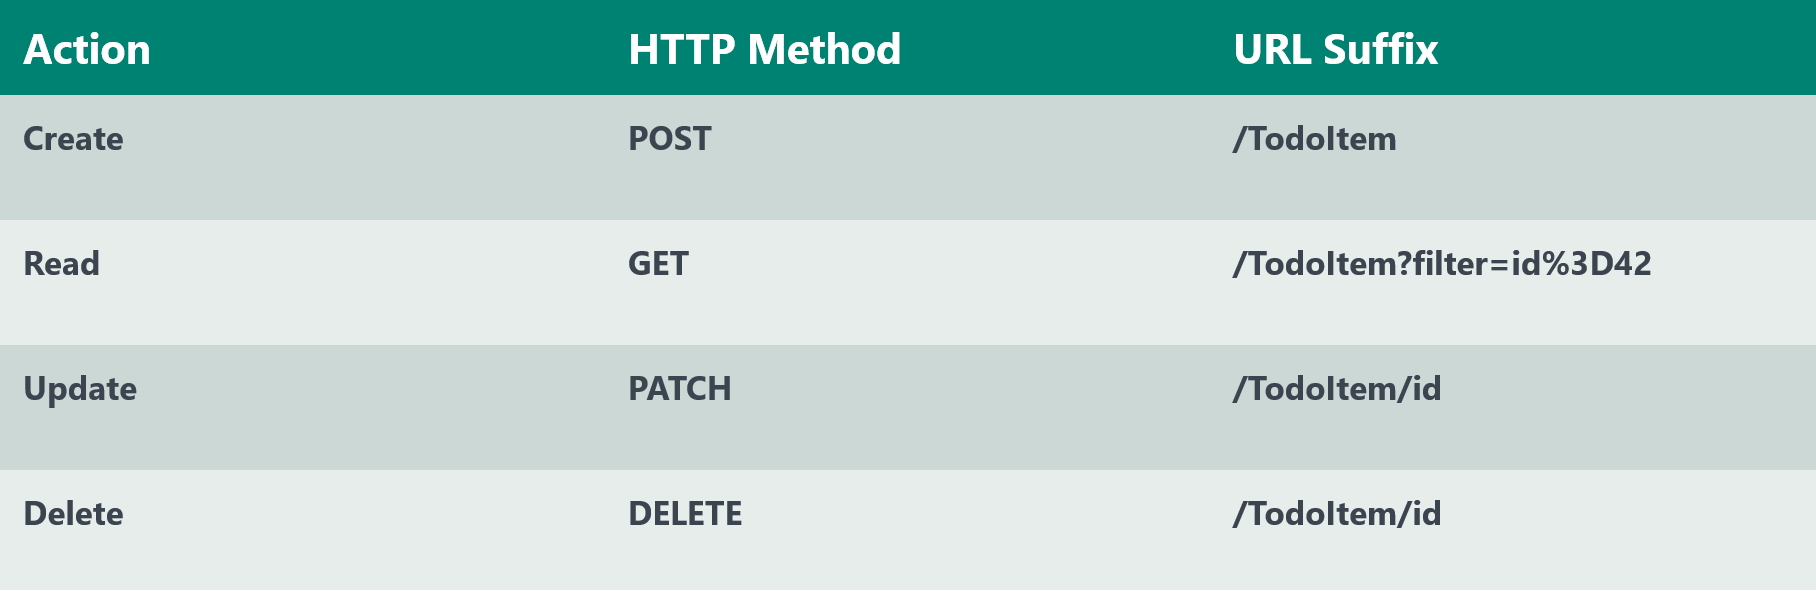 Action HTTP Method URL Suffix
Create POST /TodoItem
Read GET /TodoItem?filter=id%3D42
Update PATCH /TodoItem/id
Delete DELETE /TodoItem/id